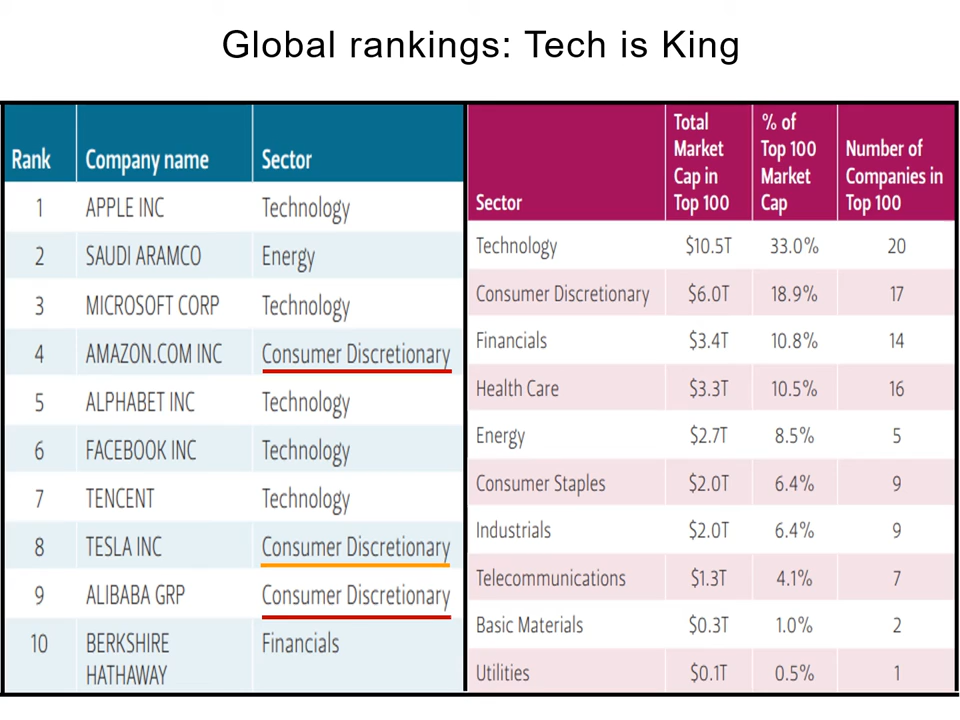 Global rankings: Tech is King
Rank Company name Sector
1 APPLE INC Technology
2 SAUDI ARAMCO Energy
3 MICROSOFT CORP Technology
4 AMAZON.COM INC Consumer Discretionary
5 ALPHABET INC Technology
6 FACEBOOK INC Technology
7 TENCENT Technology
8 TESLA INC Consumer Discretionary
9 ALIBABA GRP Consumer Discretionary
10 BERKSHIRE Financials
HATHAWAY
Total % of
Market Top 100 Number of
Cap in Market Companies in
Sector Top 100 Cap Top 100
Technology $10.5T 33.0% 20
Consumer Discretionary $6.0T 18.9% 17
Financials $3.4T 10.8% 14
Health Care $3.3T 10.5% 16
Energy $2.7T 8.5% 5
Consumer Staples $2.0T 6.4% 9
Industrials $2.0T 6.4% 9
Telecommunications $1.3T 4.1% 7
Basic Materials $0.3T 1.0% 2
Utilities $0.1T 0.5% 1